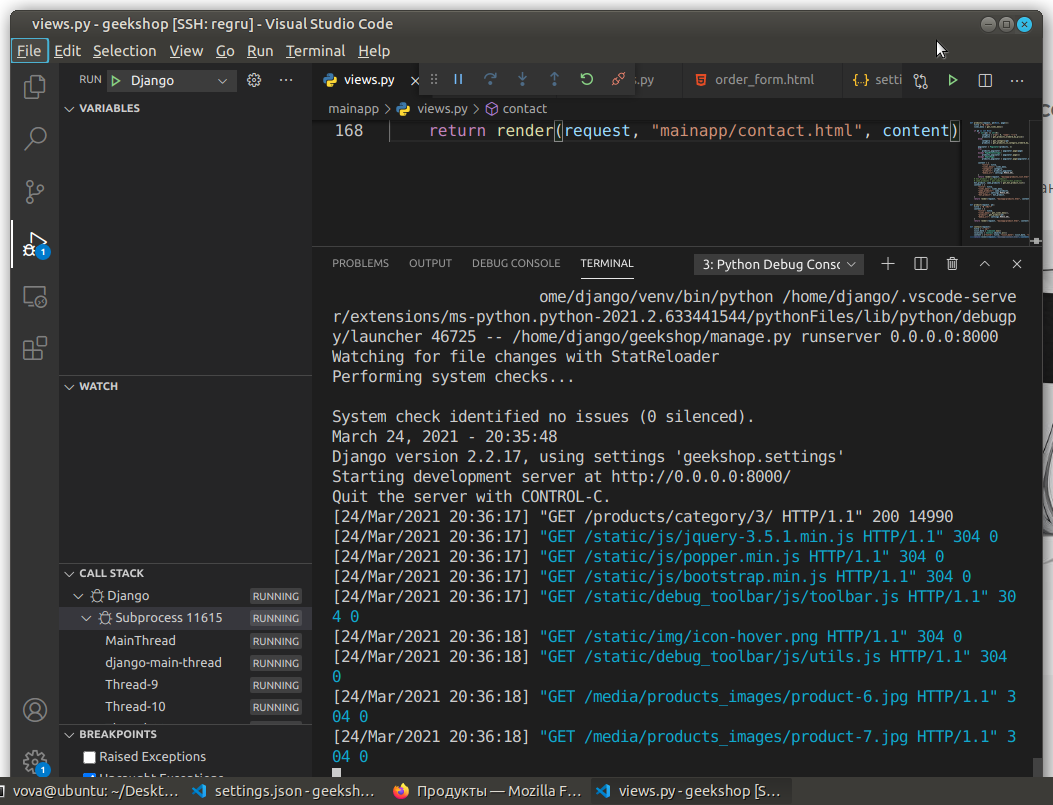 views.py - geekshop [SSH: regru] - Visual Studio Code
File Edit Selection View Go Run Terminal Help
RUN Django views.py .py order_form.html {..} setti
VARIABLES
mainapp > views.py > contact
168 return render(request, "mainapp/contact.html", content)
PROBLEMS OUTPUT DEBUG CONSOLE TERMINAL 3: Python Debug Consc
ome/django/venv/bin/python /home/django/.vscode-serve
r/extensions/ms-python.python-2021.2.633441544/pythonFiles/lib/python/debugp
y/launcher 46725 -- /home/django/geekshop/manage.py runserver 0.0.0.0:8000
Watching for file changes with StatReloader
Performing system checks...
System check identified no issues (0 silenced).
March 24, 2021 - 20:35:48
Django version 2.2.17, using settings 'geekshop.settings'
Starting development server at http://0.0.0.0:8000/
Quit the server with CONTROL-C.
[24/Mar/2021 20:36:17] "GET /products/category/3/ HTTP/1.1" 200 14990
[24/Mar/2021 20:36:17] "GET /static/js/jquery-3.5.1.min.js HTTP/1.1" 304 0
[24/Mar/2021 20:36:17] "GET /static/js/popper.min.js HTTP/1.1" 304 0
[24/Mar/2021 20:36:17] "GET /static/js/bootstrap.min.js HTTP/1.1" 304 0
[24/Mar/2021 20:36:17] "GET /static/debug_toolbar/js/toolbar.js HTTP/1.1" 30
4 0
[24/Mar/2021 20:36:18] "GET /static/img/icon-hover.png HTTP/1.1" 304 0
[24/Mar/2021 20:36:18] "GET /static/debug_toolbar/js/utils.js HTTP/1.1" 304
0
[24/Mar/2021 20:36:18] "GET /media/products_images/product-6.jpg HTTP/1.1" 3
04 0
[24/Mar/2021 20:36:18] "GET /media/products_images/product-7.jpg HTTP/1.1" 3
04 0
WATCH
CALL STACK
Django RUNNING
Subprocess 11615 RUNNING
MainThread RUNNING
django-main-thread RUNNING
Thread-9 RUNNING
Thread-10 RUNNING
BREAKPOINTS
Raised Exceptions
Uncaught Exceptions
1
1
vova@ubuntu: ~/Deskt... settings.json - geeksh... Продукты — Mozilla F... views.py - geekshop [S...